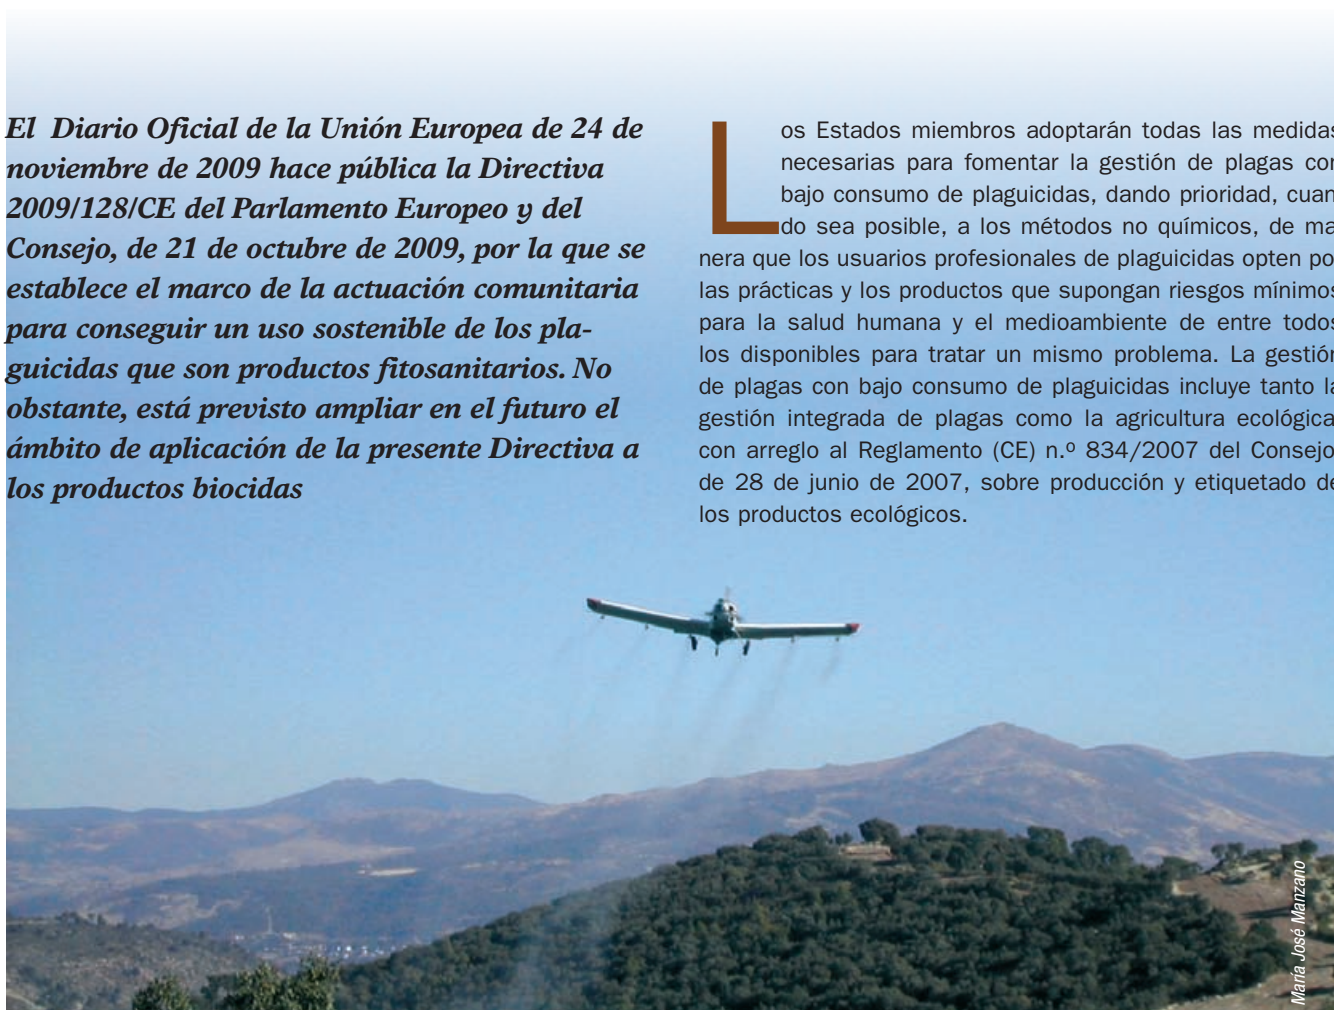 El Diario Oficial de la Unión Europea de 24 de
noviembre de 2009 hace pública la Directiva
2009/128/CE del Parlamento Europeo y del
Consejo, de 21 de octubre de 2009, por la que se
establece el marco de la actuación comunitaria
para conseguir un uso sostenible de los pla-
guicidas que son productos fitosanitarios. No
obstante, está previsto ampliar en el futuro el
ámbito de aplicación de la presente Directiva a
los productos biocidas
Los Estados miembros adoptarán todas las medidas
necesarias para fomentar la gestión de plagas con
bajo consumo de plaguicidas, dando prioridad, cuan
do sea posible, a los métodos no químicos, de ma
nera que los usuarios profesionales de plaguicidas opten po
las prácticas y los productos que supongan riesgos mínimos
para la salud humana y el medioambiente de entre todos
los disponibles para tratar un mismo problema. La gestión
de plagas con bajo consumo de plaguicidas incluye tanto la
gestión integrada de plagas como la agricultura ecológica
con arreglo al Reglamento (CE) n.º 834/2007 del Consejo
de 28 de junio de 2007, sobre producción y etiquetado de
los productos ecológicos.
María José Manzano